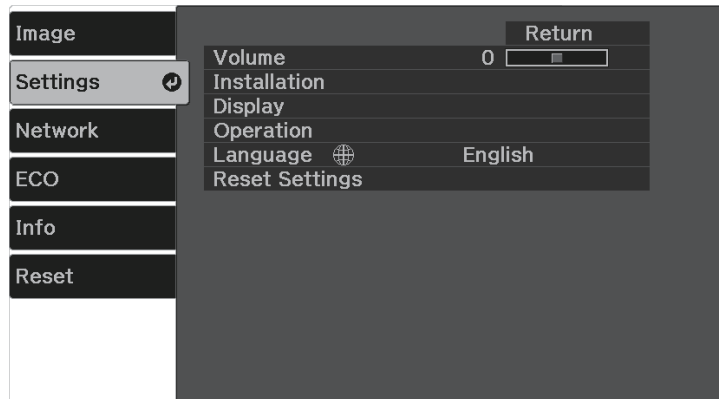 Image
Settings
Network
ECO
Info
Reset
Return
Volume 0
Installation
Display
Operation
Language English
Reset Settings